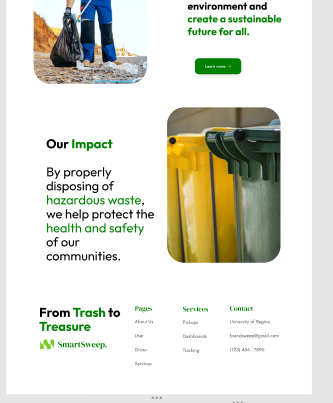 environment and
create a sustainable
future for all.
Learn more →
Our Impact
By properly
disposing of
hazardous waste,
we help protect the
health and safety
of our
communities.
From Trash to
Treasure
SmartSweep.
Pages
About Us
User
Driver
Services
Services
Pickups
Dashboards
Tracking
Contact
University of Regina
brandsweep@gmail.com
(123) 456 - 7890